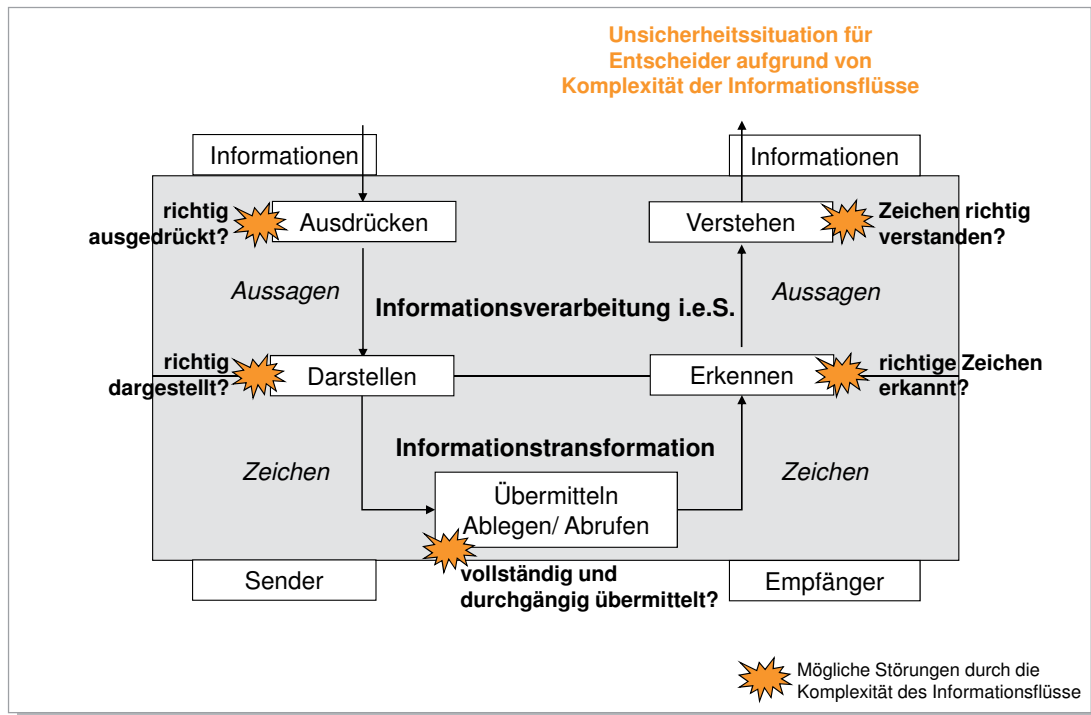 Unsicherheitssituation für
Entscheider aufgrund von
Komplexität der Informationsflüsse
Informationen
Informationen
richtig
ausgedrückt?
Ausdrücken
Verstehen
Zeichen richtig
verstanden?
Aussagen
Informationsverarbeitung i.e.S.
Aussagen
richtig
dargestellt?
Darstellen
Erkennen
richtige Zeichen
erkannt?
Informationstransformation
Zeichen
Zeichen
Übermitteln
Ablegen/ Abrufen
Sender
vollständig und
durchgängig übermittelt?
Empfänger
Mögliche Störungen durch die
Komplexität des Informationsflüsse